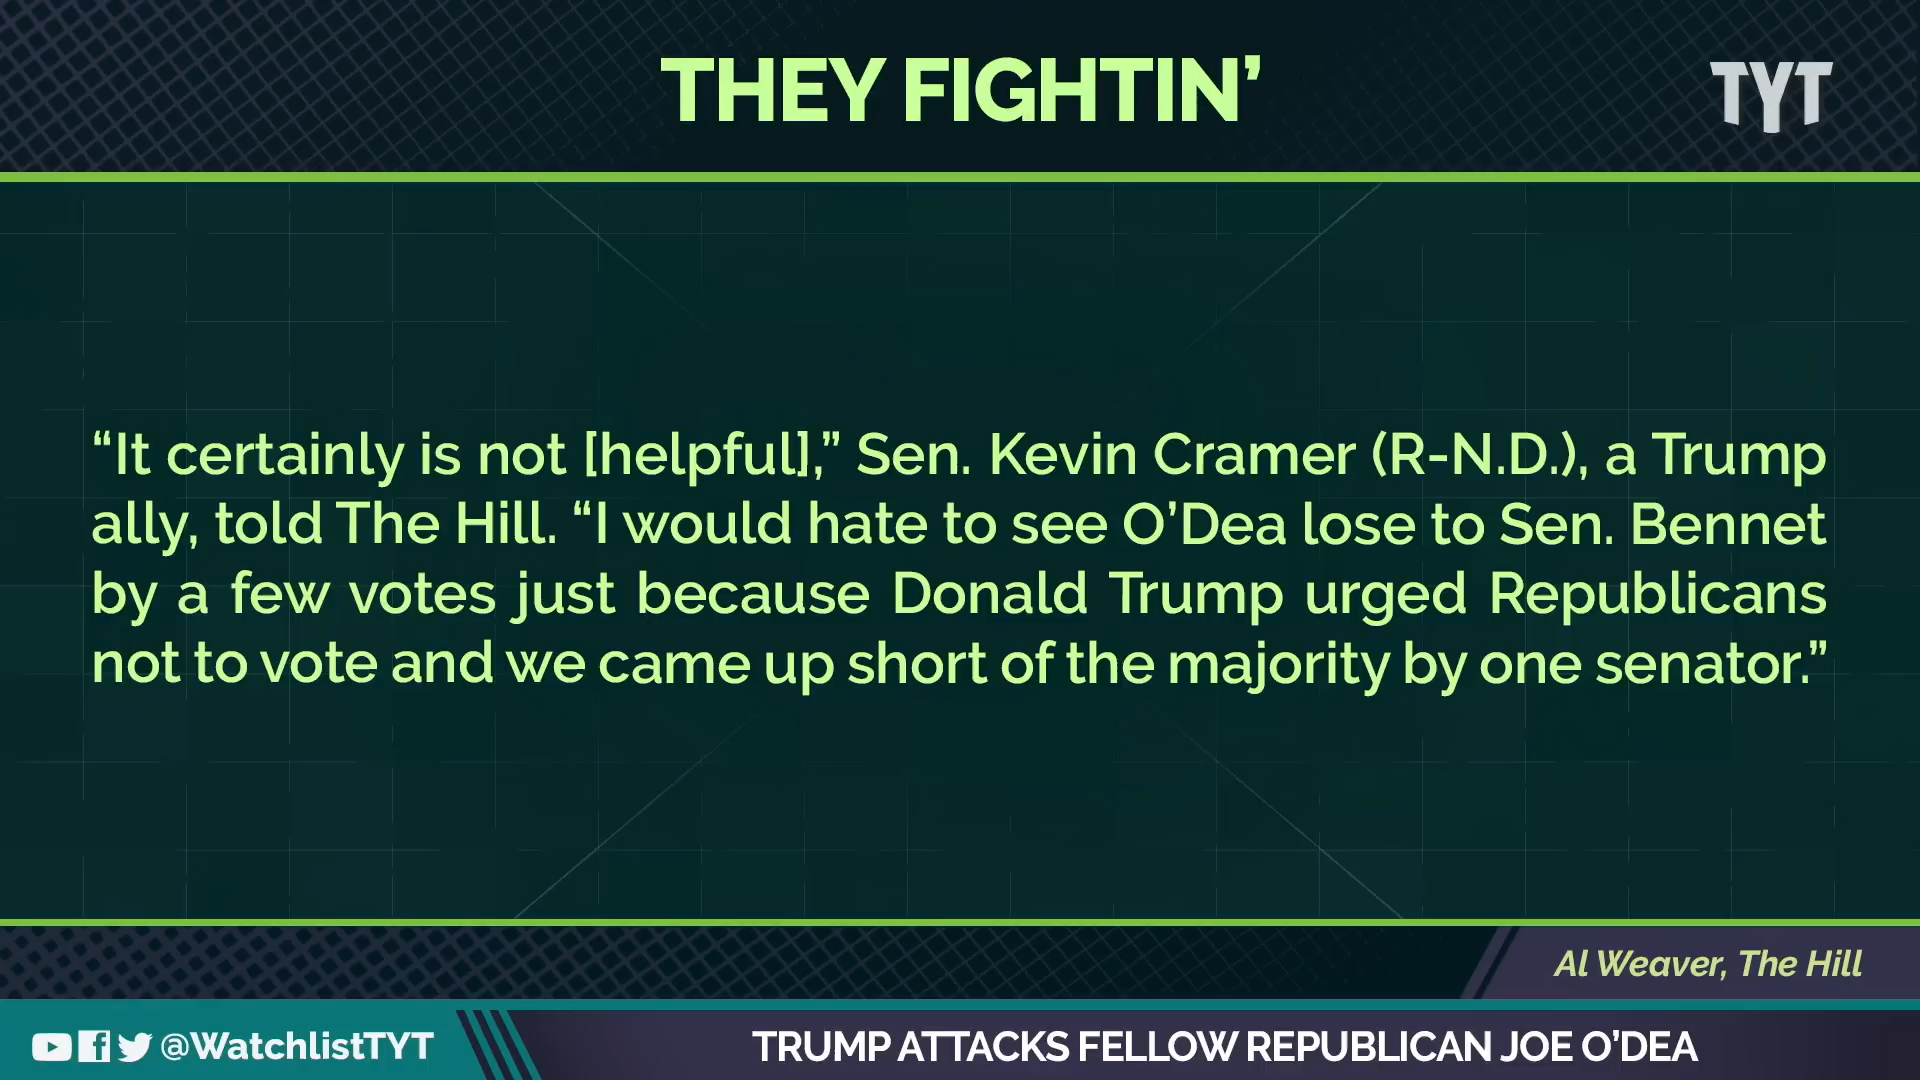 THEY FIGHTIN’
TYT
“It certainly is not [helpful],” Sen. Kevin Cramer (R-N.D.), a Trump
ally, told The Hill. “I would hate to see O’Dea lose to Sen. Bennet
by a few votes just because Donald Trump urged Republicans
not to vote and we came up short of the majority by one senator.”
Al Weaver, The Hill
@WatchlistTYT
TRUMP ATTACKS FELLOW REPUBLICAN JOE O’DEA